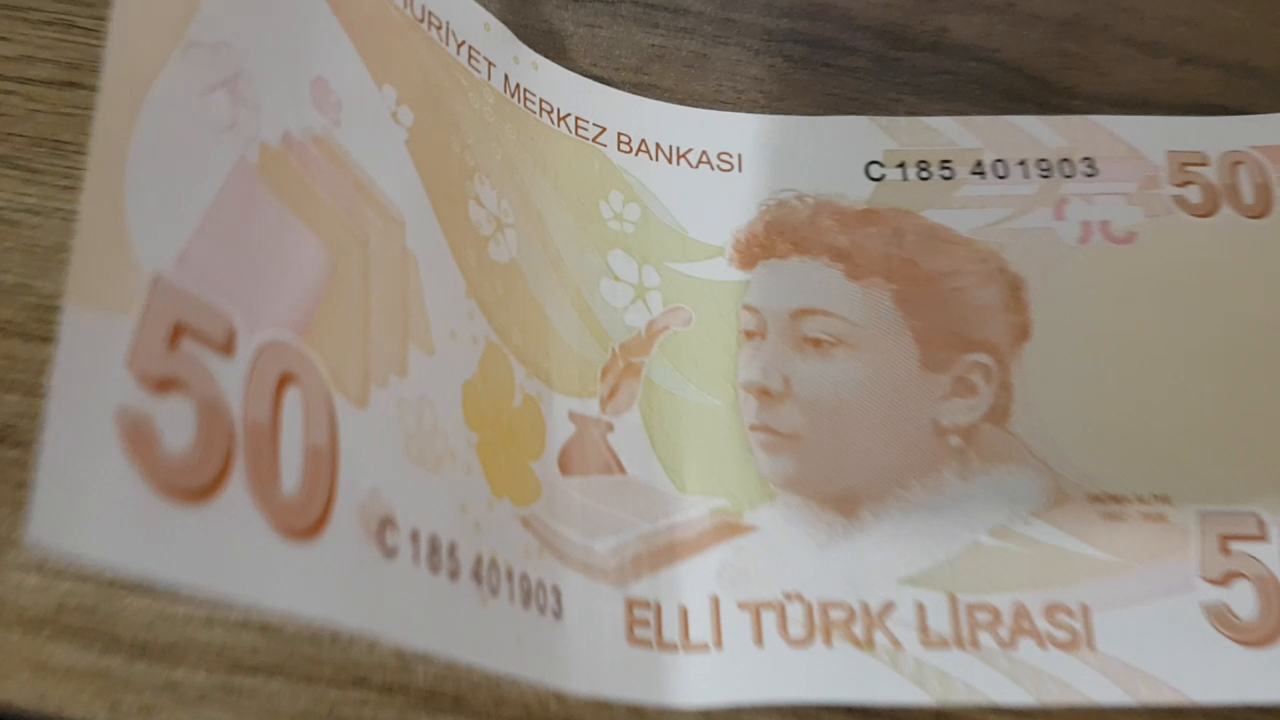 URİYET MERKEZ BANKASI
C185 401903
50
50
C185 401903
ELLİ TÜRK LİRASI
5